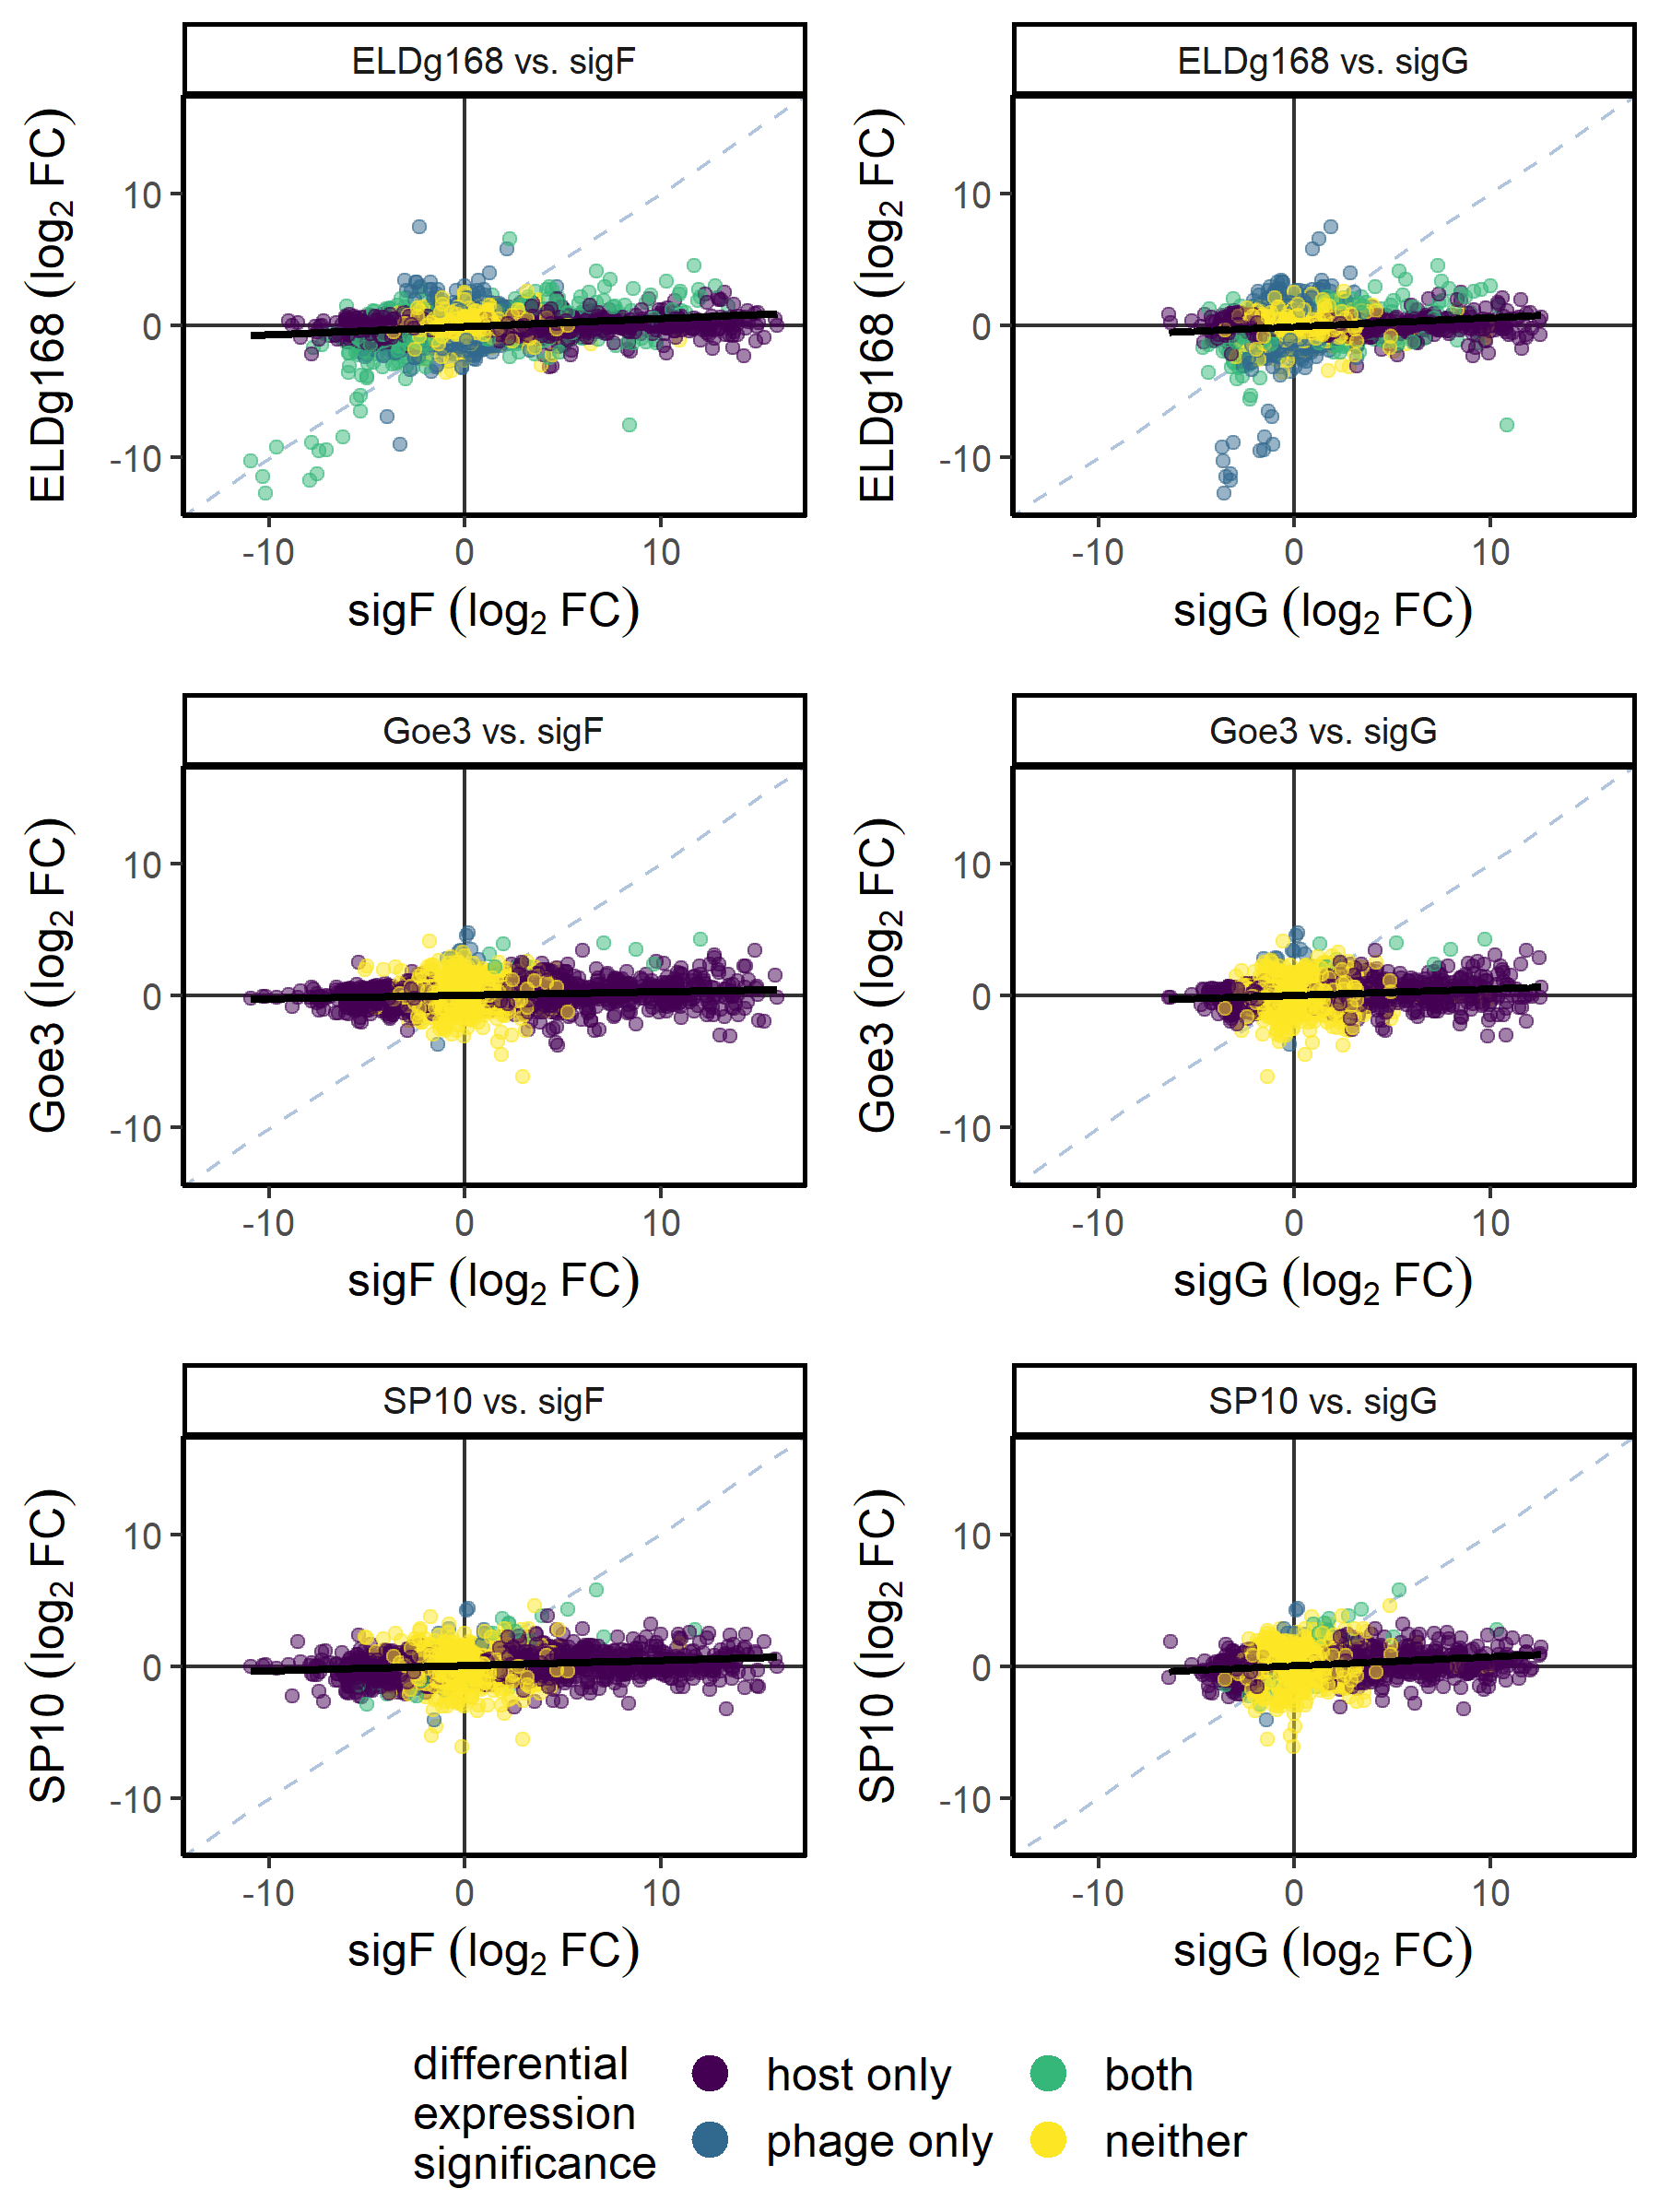 ELDg168 vs. sigF
ELDg168 (log₂ FC)
10
0
-10
-10 0 10
sigF (log₂ FC)
ELDg168 vs. sigG
ELDg168 (log₂ FC)
10
0
-10
-10 0 10
sigG (log₂ FC)
Goe3 vs. sigF
Goe3 (log₂ FC)
10
0
-10
-10 0 10
sigF (log₂ FC)
Goe3 vs. sigG
Goe3 (log₂ FC)
10
0
-10
-10 0 10
sigG (log₂ FC)
SP10 vs. sigF
SP10 (log₂ FC)
10
0
-10
-10 0 10
sigF (log₂ FC)
SP10 vs. sigG
SP10 (log₂ FC)
10
0
-10
-10 0 10
sigG (log₂ FC)
differential
expression
significance
host only
phage only
both
neither